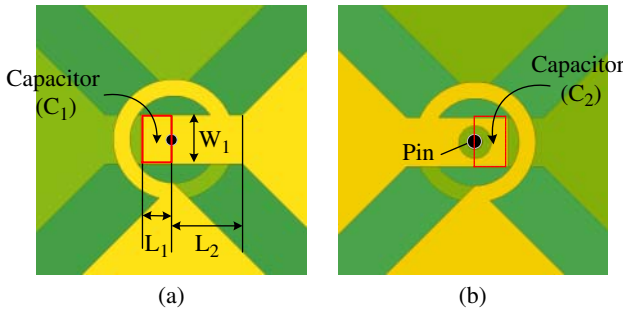 Capacitor
(C1)
W1
L1
L2
(a)
Capacitor
(C2)
Pin
(b)